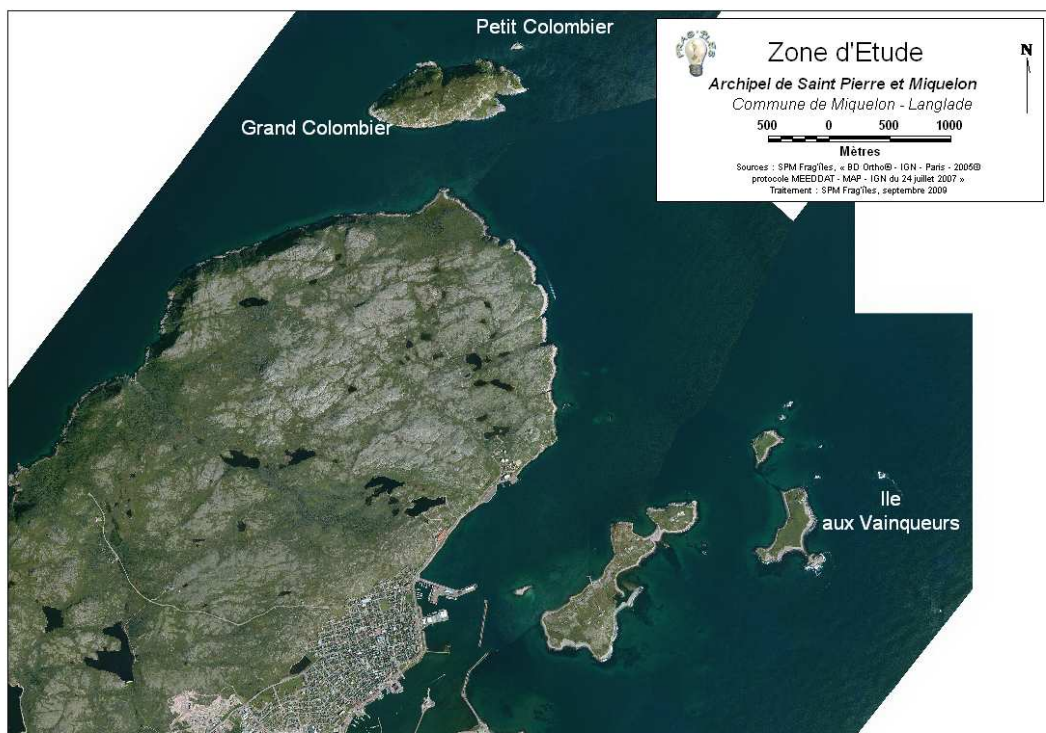 Petit Colombier
Grand Colombier
FRAG'ÎLES
Zone d'Etude
N
Archipel de Saint Pierre et Miquelon
Commune de Miquelon - Langlade
500 0 500 1000
Mètres
Sources : SPM Frag'îles, « BD Ortho® - IGN - Paris - 2005®
protocole MEEDDAT - MAP - IGN du 24 juillet 2007 »
Traitement : SPM Frag'îles, septembre 2009
Ile
aux Vainqueurs